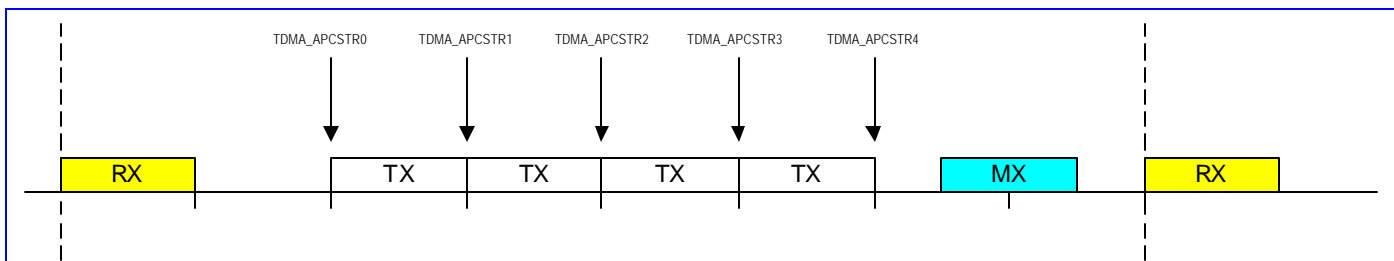 TDMA_APCSTR0 TDMA_APCSTR1 TDMA_APCSTR2 TDMA_APCSTR3 TDMA_APCSTR4
RX TX TX TX TX MX RX